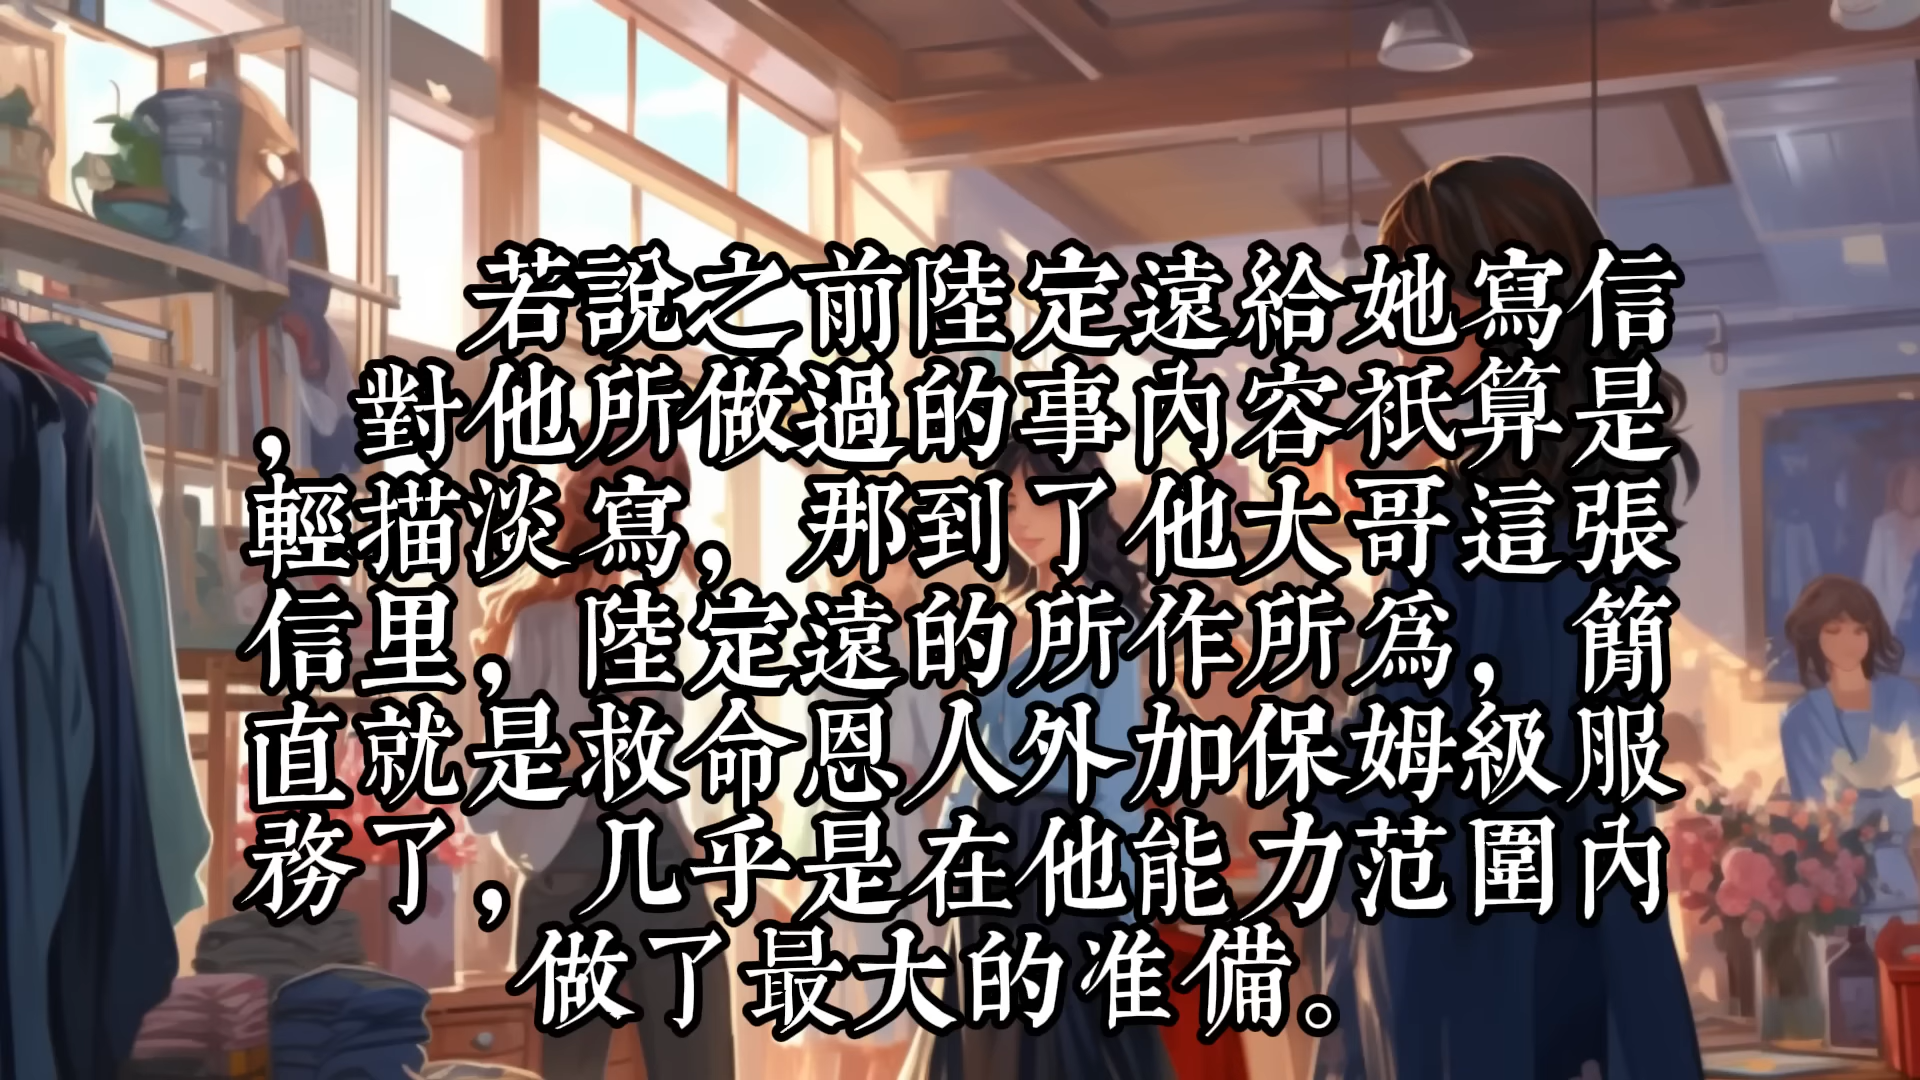 若說之前陸定遠給她寫信
，對他所做過的事內容衹算是
輕描淡寫，那到了他大哥這張
信里，陸定遠的所作所爲，簡
直就是救命恩人外加保姆級服
務了，几乎是在他能力范圍內
做了最大的准備。